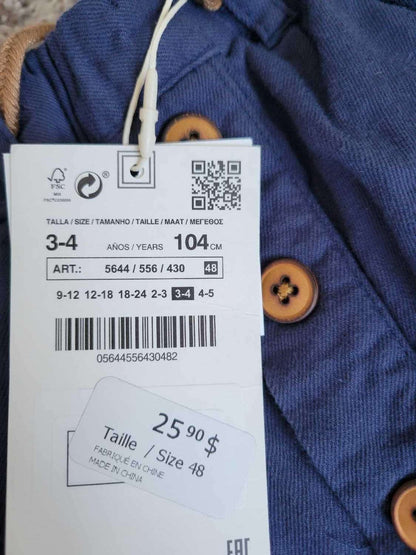 FSC
MIX
TALLA / SIZE / TAMANHO / TAILLE / MAAT / ΜΕΓΕΘΟΣ
3-4 AÑOS / YEARS 104 CM
ART.: 5644 / 556 / 430 48
9-12 12-18 18-24 2-3 3-4 4-5
05644556430482
25 90 $
Taille / Size 48
FABRIQUÉ EN CHINE
MADE IN CHINA
EAC